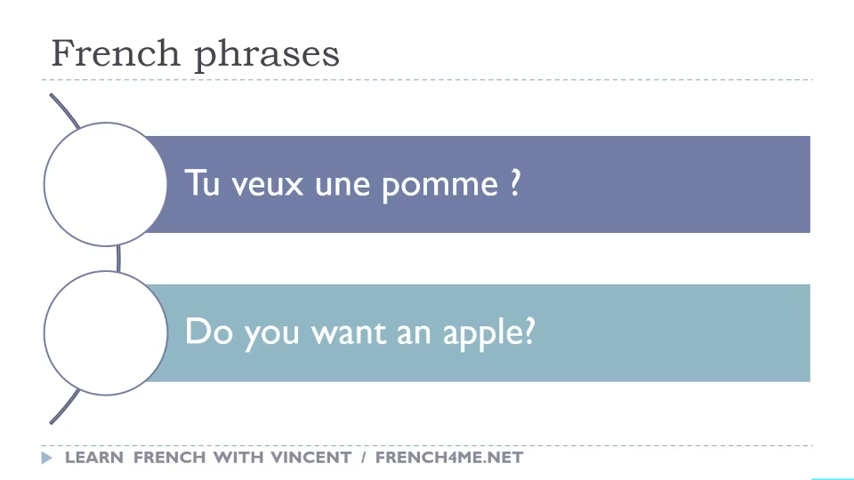 French phrases
Tu veux une pomme ?
Do you want an apple?
LEARN FRENCH WITH VINCENT / FRENCH4ME.NET